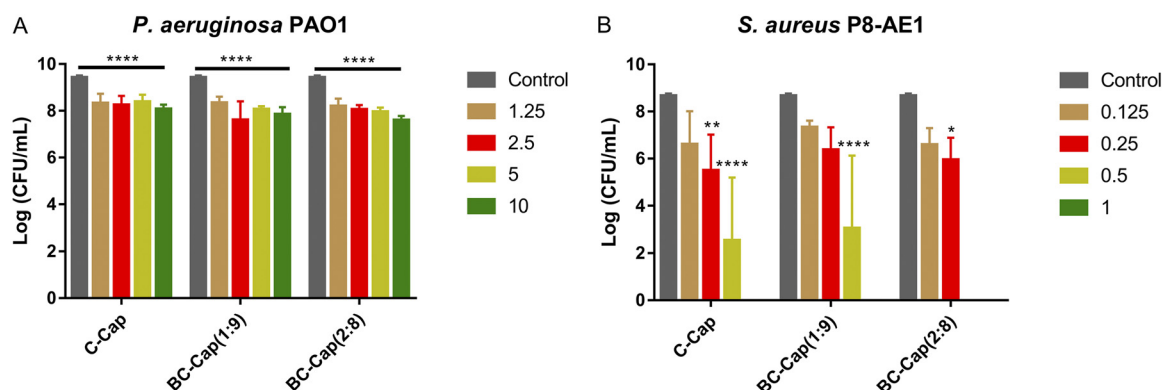 A
P. aeruginosa PAO1
Log (CFU/mL)
10
8
6
4
2
0
****
****
****
C-Cap
BC-Cap(1:9)
BC-Cap(2:8)
Control
1.25
2.5
5
10
B
S. aureus P8-AE1
Log (CFU/mL)
10
8
6
4
2
0
**
****
****
*
C-Cap
BC-Cap(1:9)
BC-Cap(2:8)
Control
0.125
0.25
0.5
1